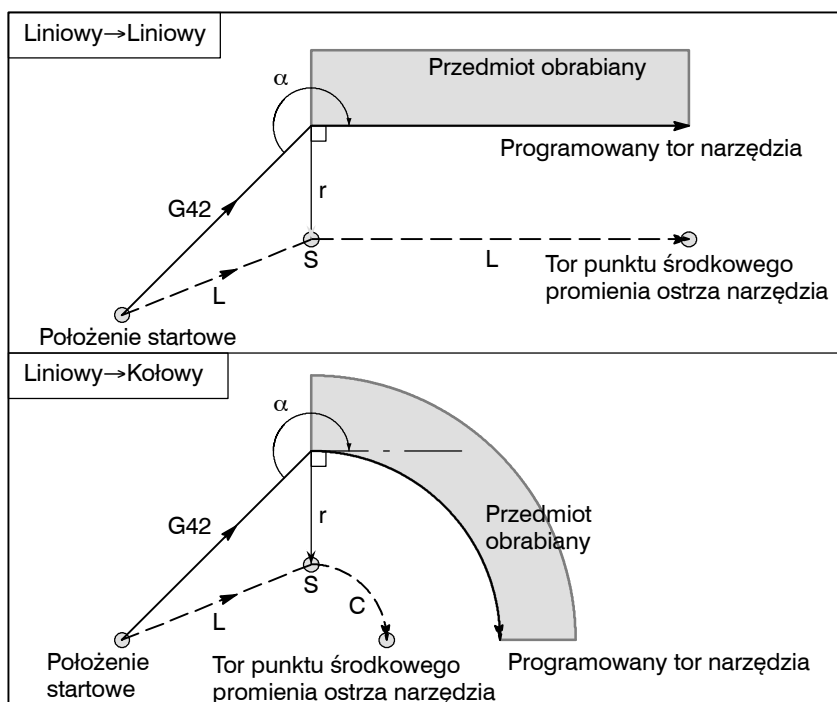 Liniowy→Liniowy
α
Przedmiot obrabiany
Programowany tor narzędzia
G42
r
S
L
L
Tor punktu środkowego
promienia ostrza narzędzia
Położenie startowe
Liniowy→Kołowy
α
G42
r
Przedmiot
obrabiany
S
L
C
Położenie
startowe
Tor punktu środkowego
promienia ostrza narzędzia
Programowany tor narzędzia